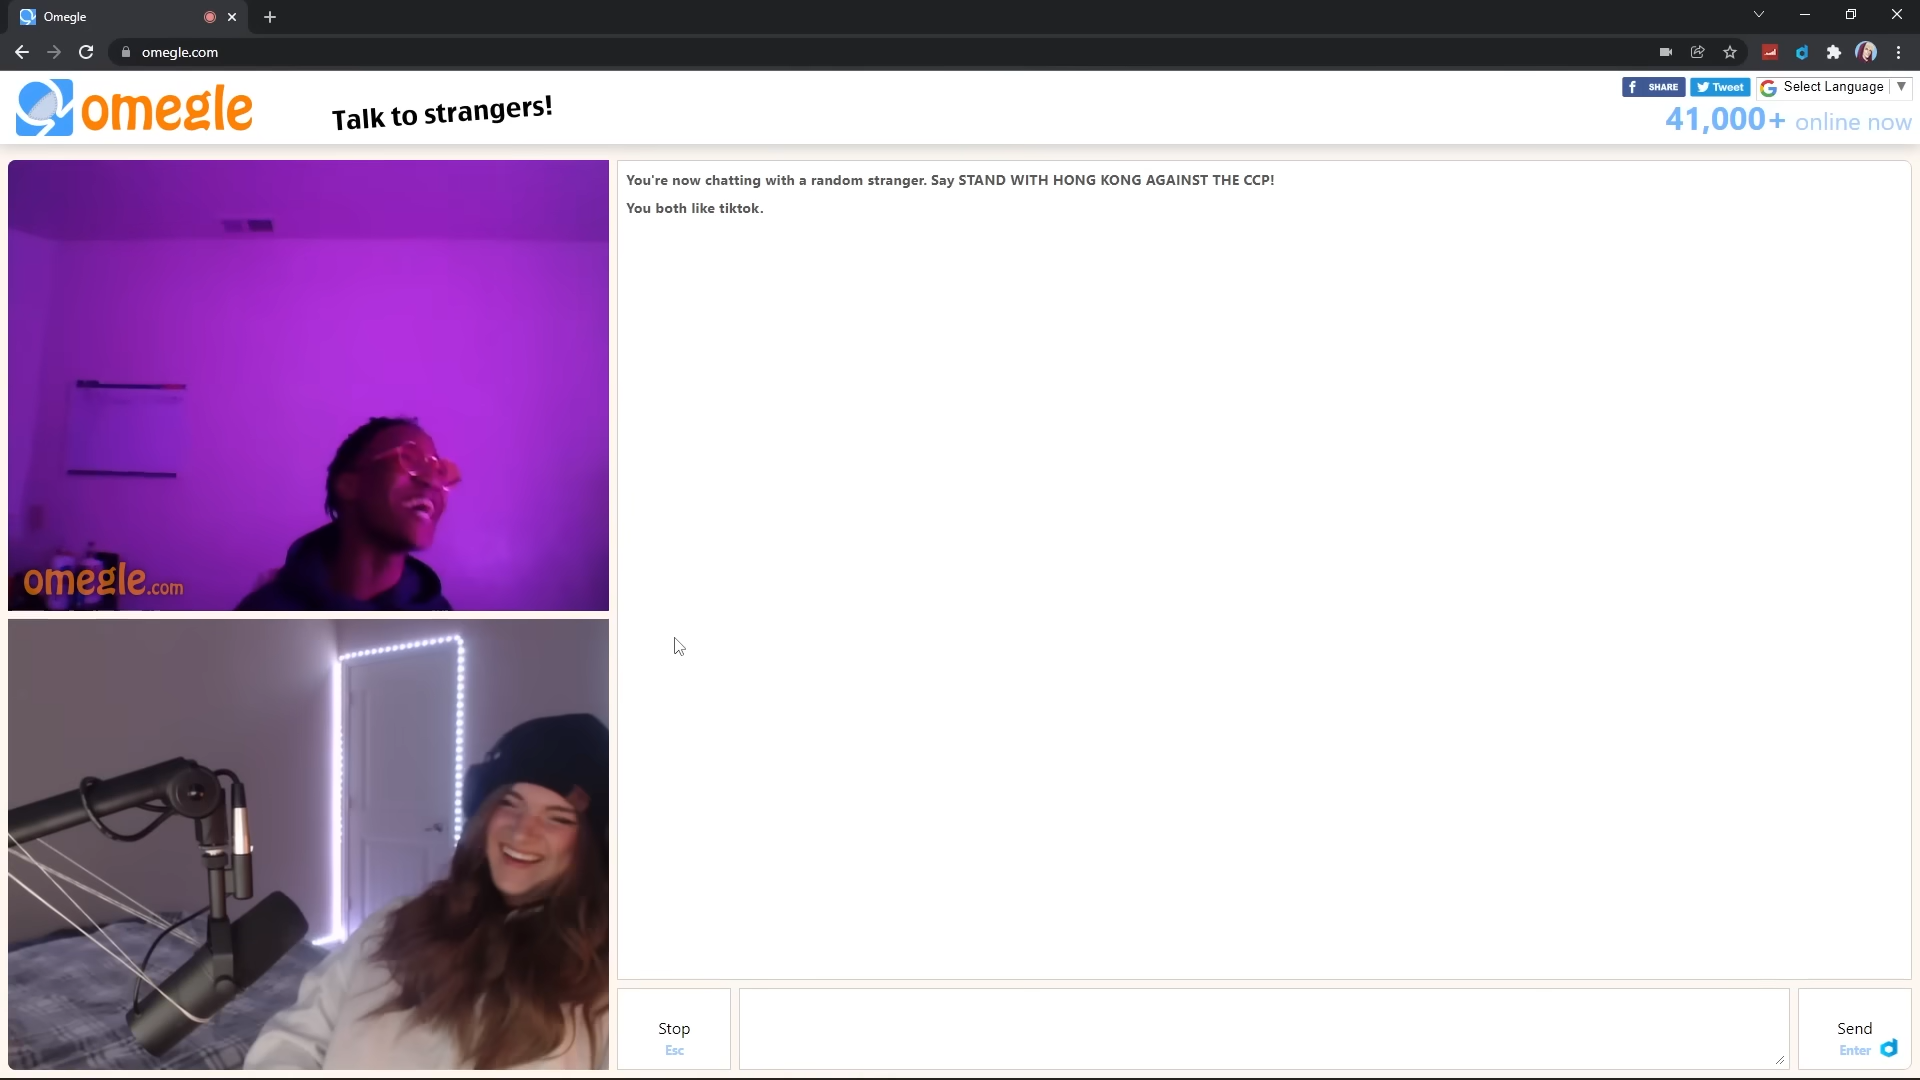 Omegle
omegle.com
omegle
Talk to strangers!
SHARE
Tweet
Select Language
41,000+ online now
You're now chatting with a random stranger. Say STAND WITH HONG KONG AGAINST THE CCP!
You both like tiktok.
omegle.com
Stop
Esc
Send
Enter